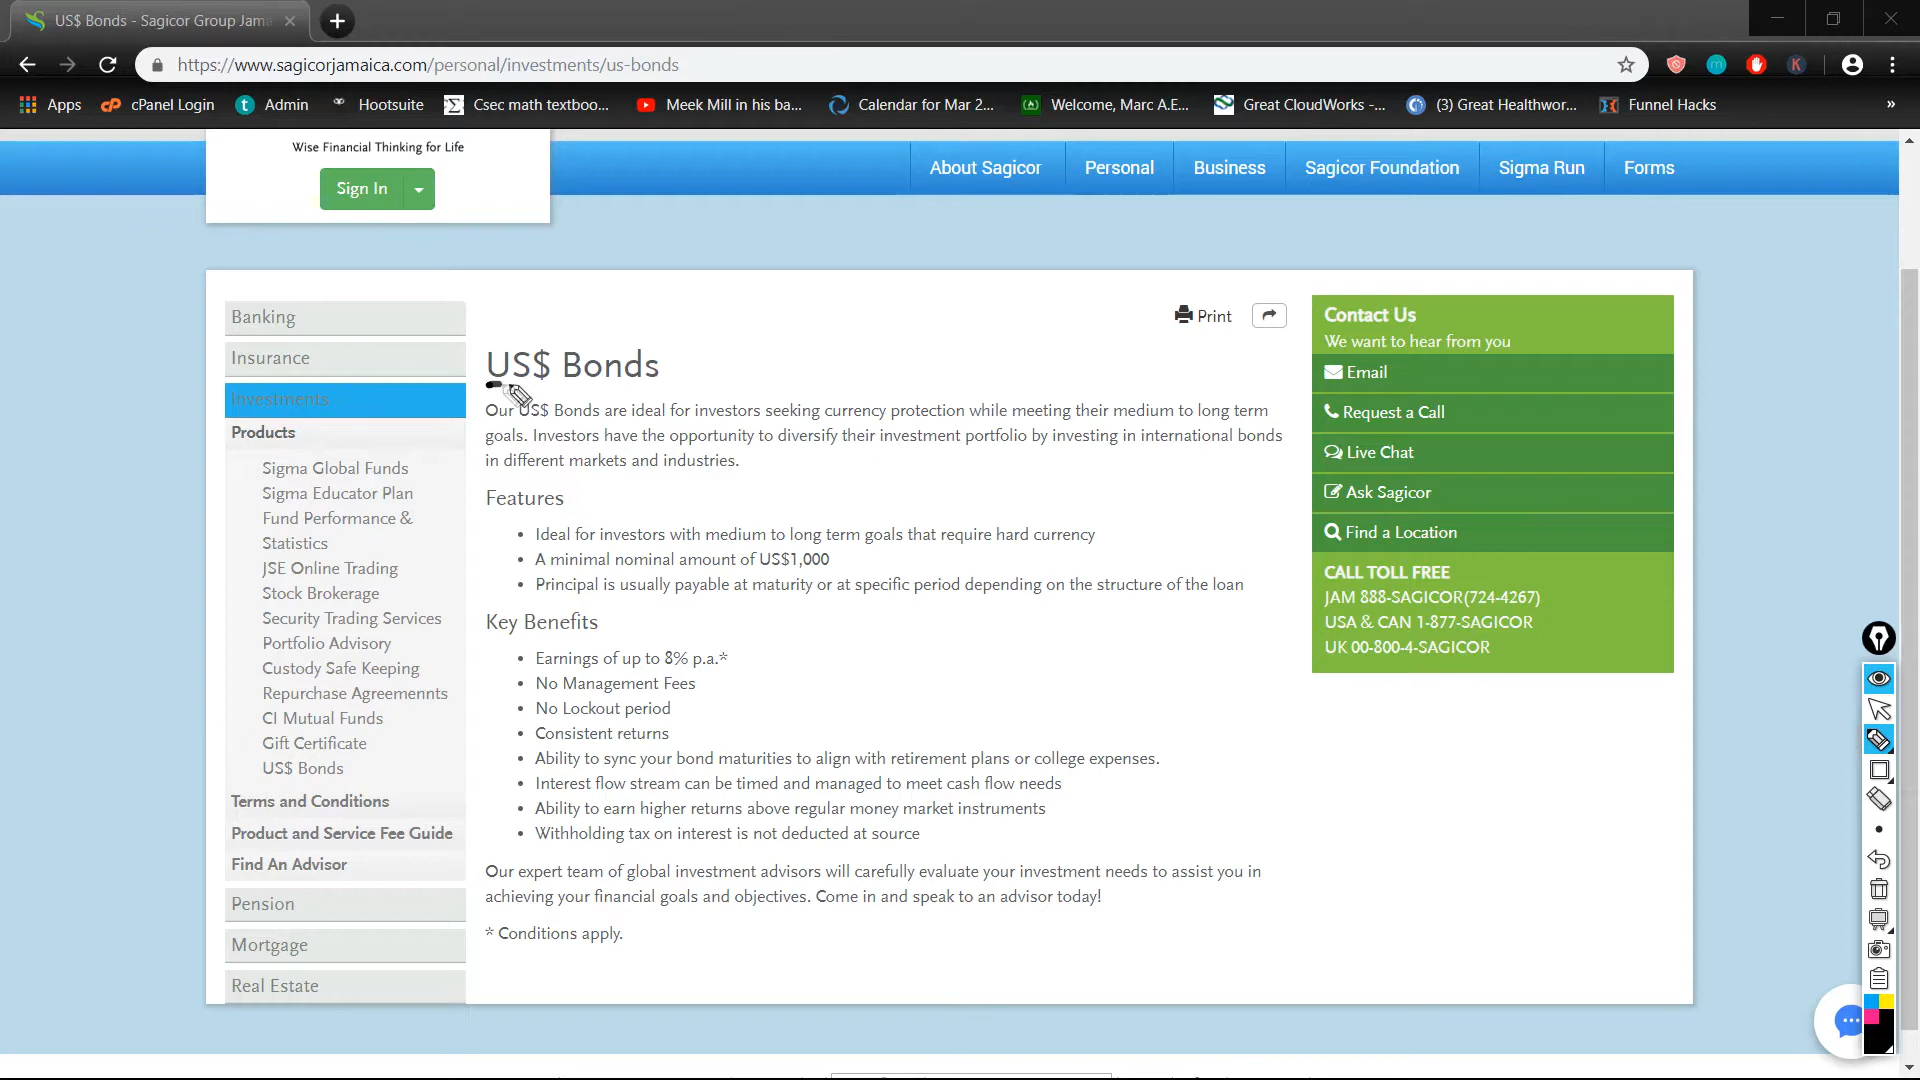 US$ Bonds - Sagicor Group Jama
https://www.sagicorjamaica.com/personal/investments/us-bonds
Apps
cPanel Login
Admin
Hootsuite
Csec math textboo...
Meek Mill in his ba...
Calendar for Mar 2...
Welcome, Marc A.E...
Great CloudWorks -...
(3) Great Healthwor...
Funnel Hacks
»
Wise Financial Thinking for Life
Sign In
About Sagicor
Personal
Business
Sagicor Foundation
Sigma Run
Forms
Banking
Insurance
Investments
Products
Sigma Global Funds
Sigma Educator Plan
Fund Performance &
Statistics
JSE Online Trading
Stock Brokerage
Security Trading Services
Portfolio Advisory
Custody Safe Keeping
Repurchase Agreemennts
CI Mutual Funds
Gift Certificate
US$ Bonds
Terms and Conditions
Product and Service Fee Guide
Find An Advisor
Pension
Mortgage
Real Estate
Print
US$ Bonds
Our US$ Bonds are ideal for investors seeking currency protection while meeting their medium to long term
goals. Investors have the opportunity to diversify their investment portfolio by investing in international bonds
in different markets and industries.
Features
• Ideal for investors with medium to long term goals that require hard currency
• A minimal nominal amount of US$1,000
• Principal is usually payable at maturity or at specific period depending on the structure of the loan
Key Benefits
• Earnings of up to 8% p.a.*
• No Management Fees
• No Lockout period
• Consistent returns
• Ability to sync your bond maturities to align with retirement plans or college expenses.
• Interest flow stream can be timed and managed to meet cash flow needs
• Ability to earn higher returns above regular money market instruments
• Withholding tax on interest is not deducted at source
Our expert team of global investment advisors will carefully evaluate your investment needs to assist you in
achieving your financial goals and objectives. Come in and speak to an advisor today!
* Conditions apply.
Contact Us
We want to hear from you
Email
Request a Call
Live Chat
Ask Sagicor
Find a Location
CALL TOLL FREE
JAM 888-SAGICOR(724-4267)
USA & CAN 1-877-SAGICOR
UK 00-800-4-SAGICOR